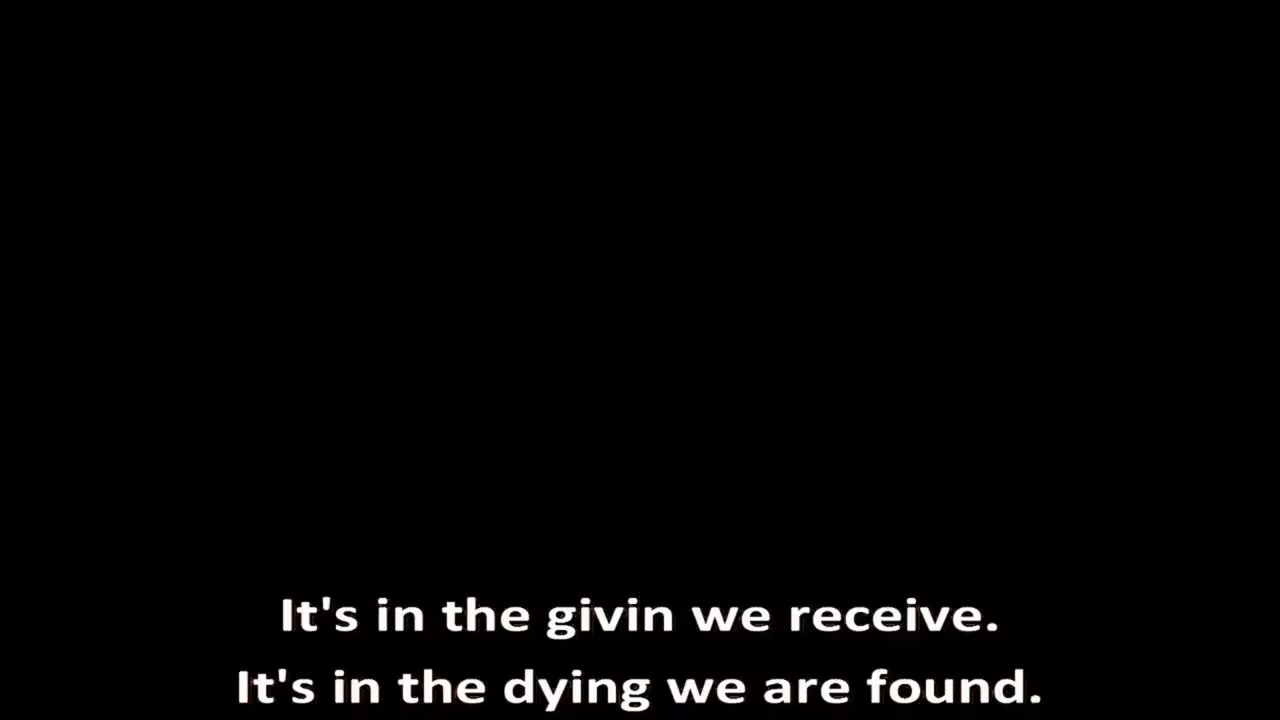 It's in the givin we receive.
It's in the dying we are found.